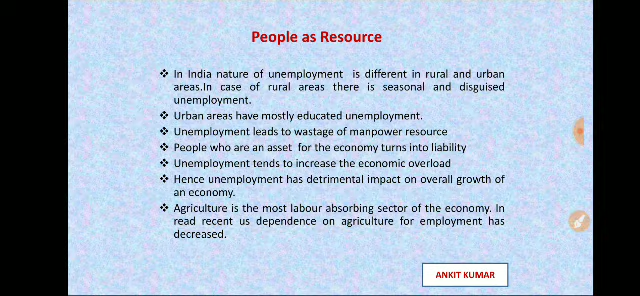 People as Resource
❖ In India nature of unemployment is different in rural and urban
areas.In case of rural areas there is seasonal and disguised
unemployment.
❖ Urban areas have mostly educated unemployment.
❖ Unemployment leads to wastage of manpower resource
❖ People who are an asset for the economy turns into liability
❖ Unemployment tends to increase the economic overload
❖ Hence unemployment has detrimental impact on overall growth of
an economy.
❖ Agriculture is the most labour absorbing sector of the economy. In
read recent us dependence on agriculture for employment has
decreased.
ANKIT KUMAR